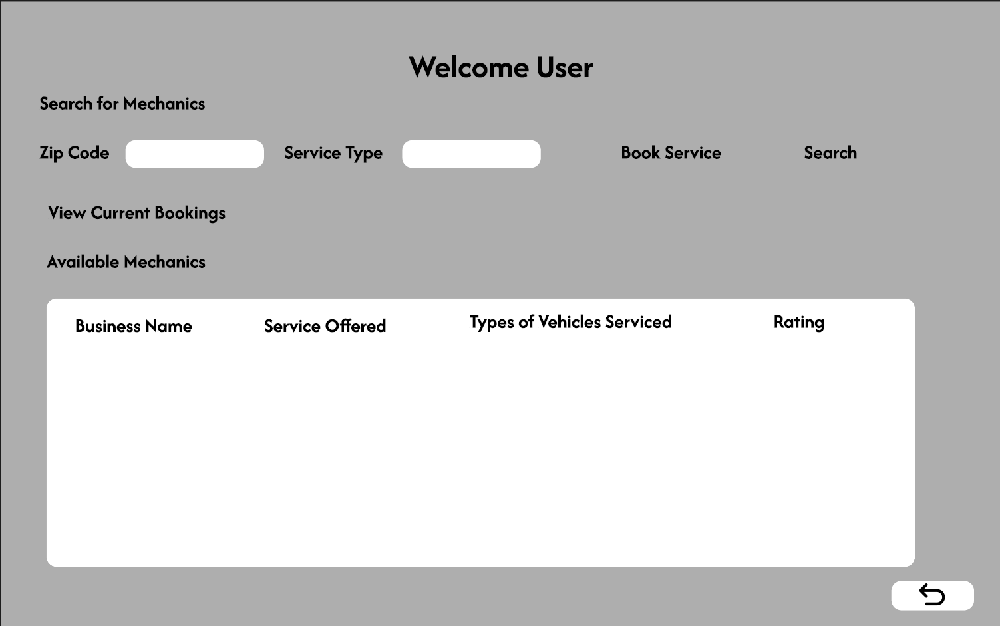 Welcome User
Search for Mechanics
Zip Code Service Type Book Service Search
View Current Bookings
Available Mechanics
Business Name Service Offered Types of Vehicles Serviced Rating